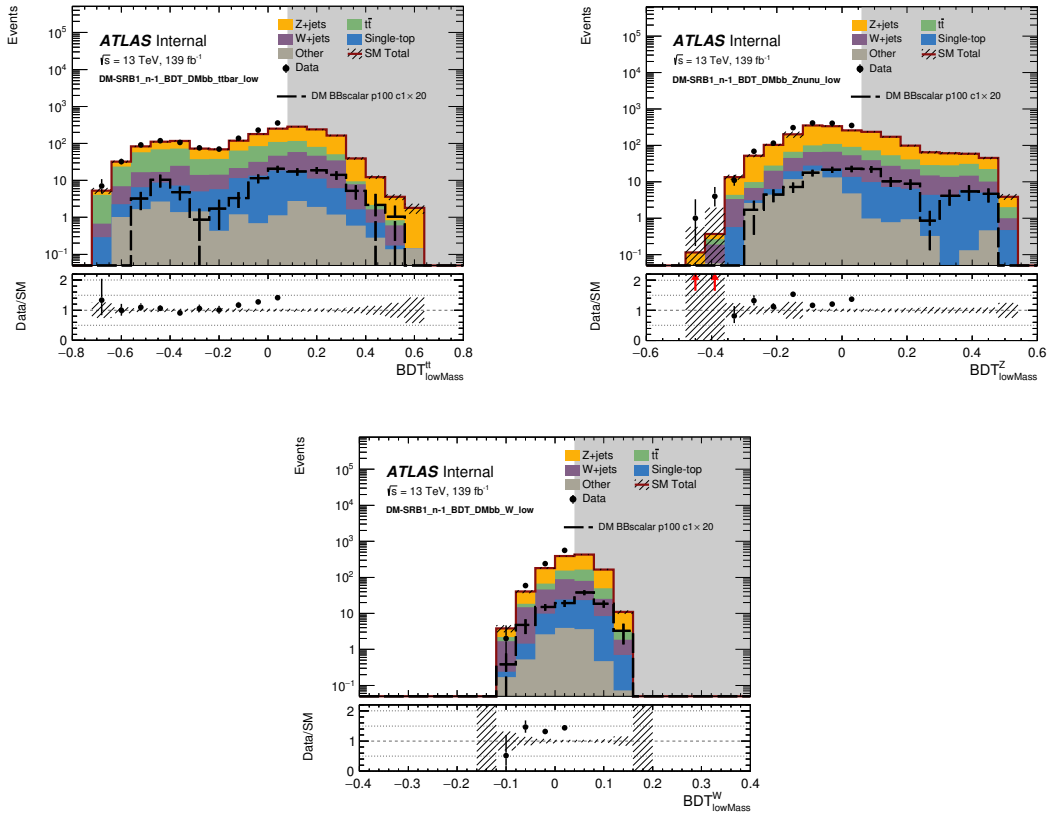 Events
10⁵
10⁴
10³
10²
10
1
10⁻¹
ATLAS Internal
√s = 13 TeV, 139 fb⁻¹
DM-SRB1_n-1_BDT_DMbb_ttbar_low
Z+jets
tt̄
W+jets
Single-top
Other
SM Total
Data
DM BBscalar p100 c1× 20
Data/SM
2
1
0
−0.8 −0.6 −0.4 −0.2 0 0.2 0.4 0.6 0.8
BDT^tt_lowMass
Events
10⁵
10⁴
10³
10²
10
1
10⁻¹
ATLAS Internal
√s = 13 TeV, 139 fb⁻¹
DM-SRB1_n-1_BDT_DMbb_Znunu_low
Z+jets
tt̄
W+jets
Single-top
Other
SM Total
Data
DM BBscalar p100 c1× 20
Data/SM
2
1
0
−0.6 −0.4 −0.2 0 0.2 0.4 0.6
BDT^Z_lowMass
Events
10⁵
10⁴
10³
10²
10
1
10⁻¹
ATLAS Internal
√s = 13 TeV, 139 fb⁻¹
DM-SRB1_n-1_BDT_DMbb_W_low
Z+jets
tt̄
W+jets
Single-top
Other
SM Total
Data
DM BBscalar p100 c1× 20
Data/SM
2
1
0
−0.4 −0.3 −0.2 −0.1 0 0.1 0.2 0.3 0.4
BDT^W_lowMass